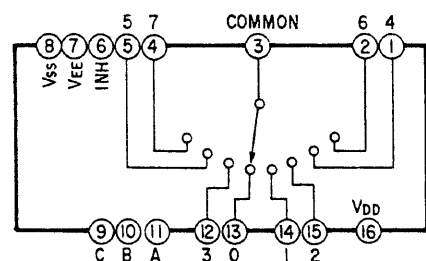 5 7 COMMON 6 4
8 7 6 5 4 3 2 1
VSS VEE INH
VDD
9 10 11 12 13 14 15 16
C B A 3 0 1 2